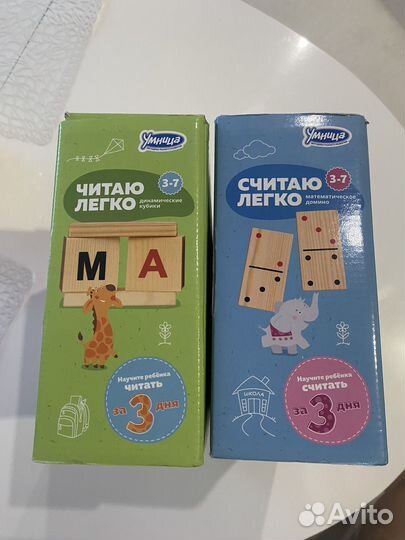 Умница
ЧИТАЮ
ЛЕГКО
3-7
динамические
кубики
М А
Научите ребёнка
читать
за 3 дня
Умница
СЧИТАЮ
ЛЕГКО
3-7
математическое
домино
ШКОЛА
Научите ребёнка
считать
за 3 дня
Avito